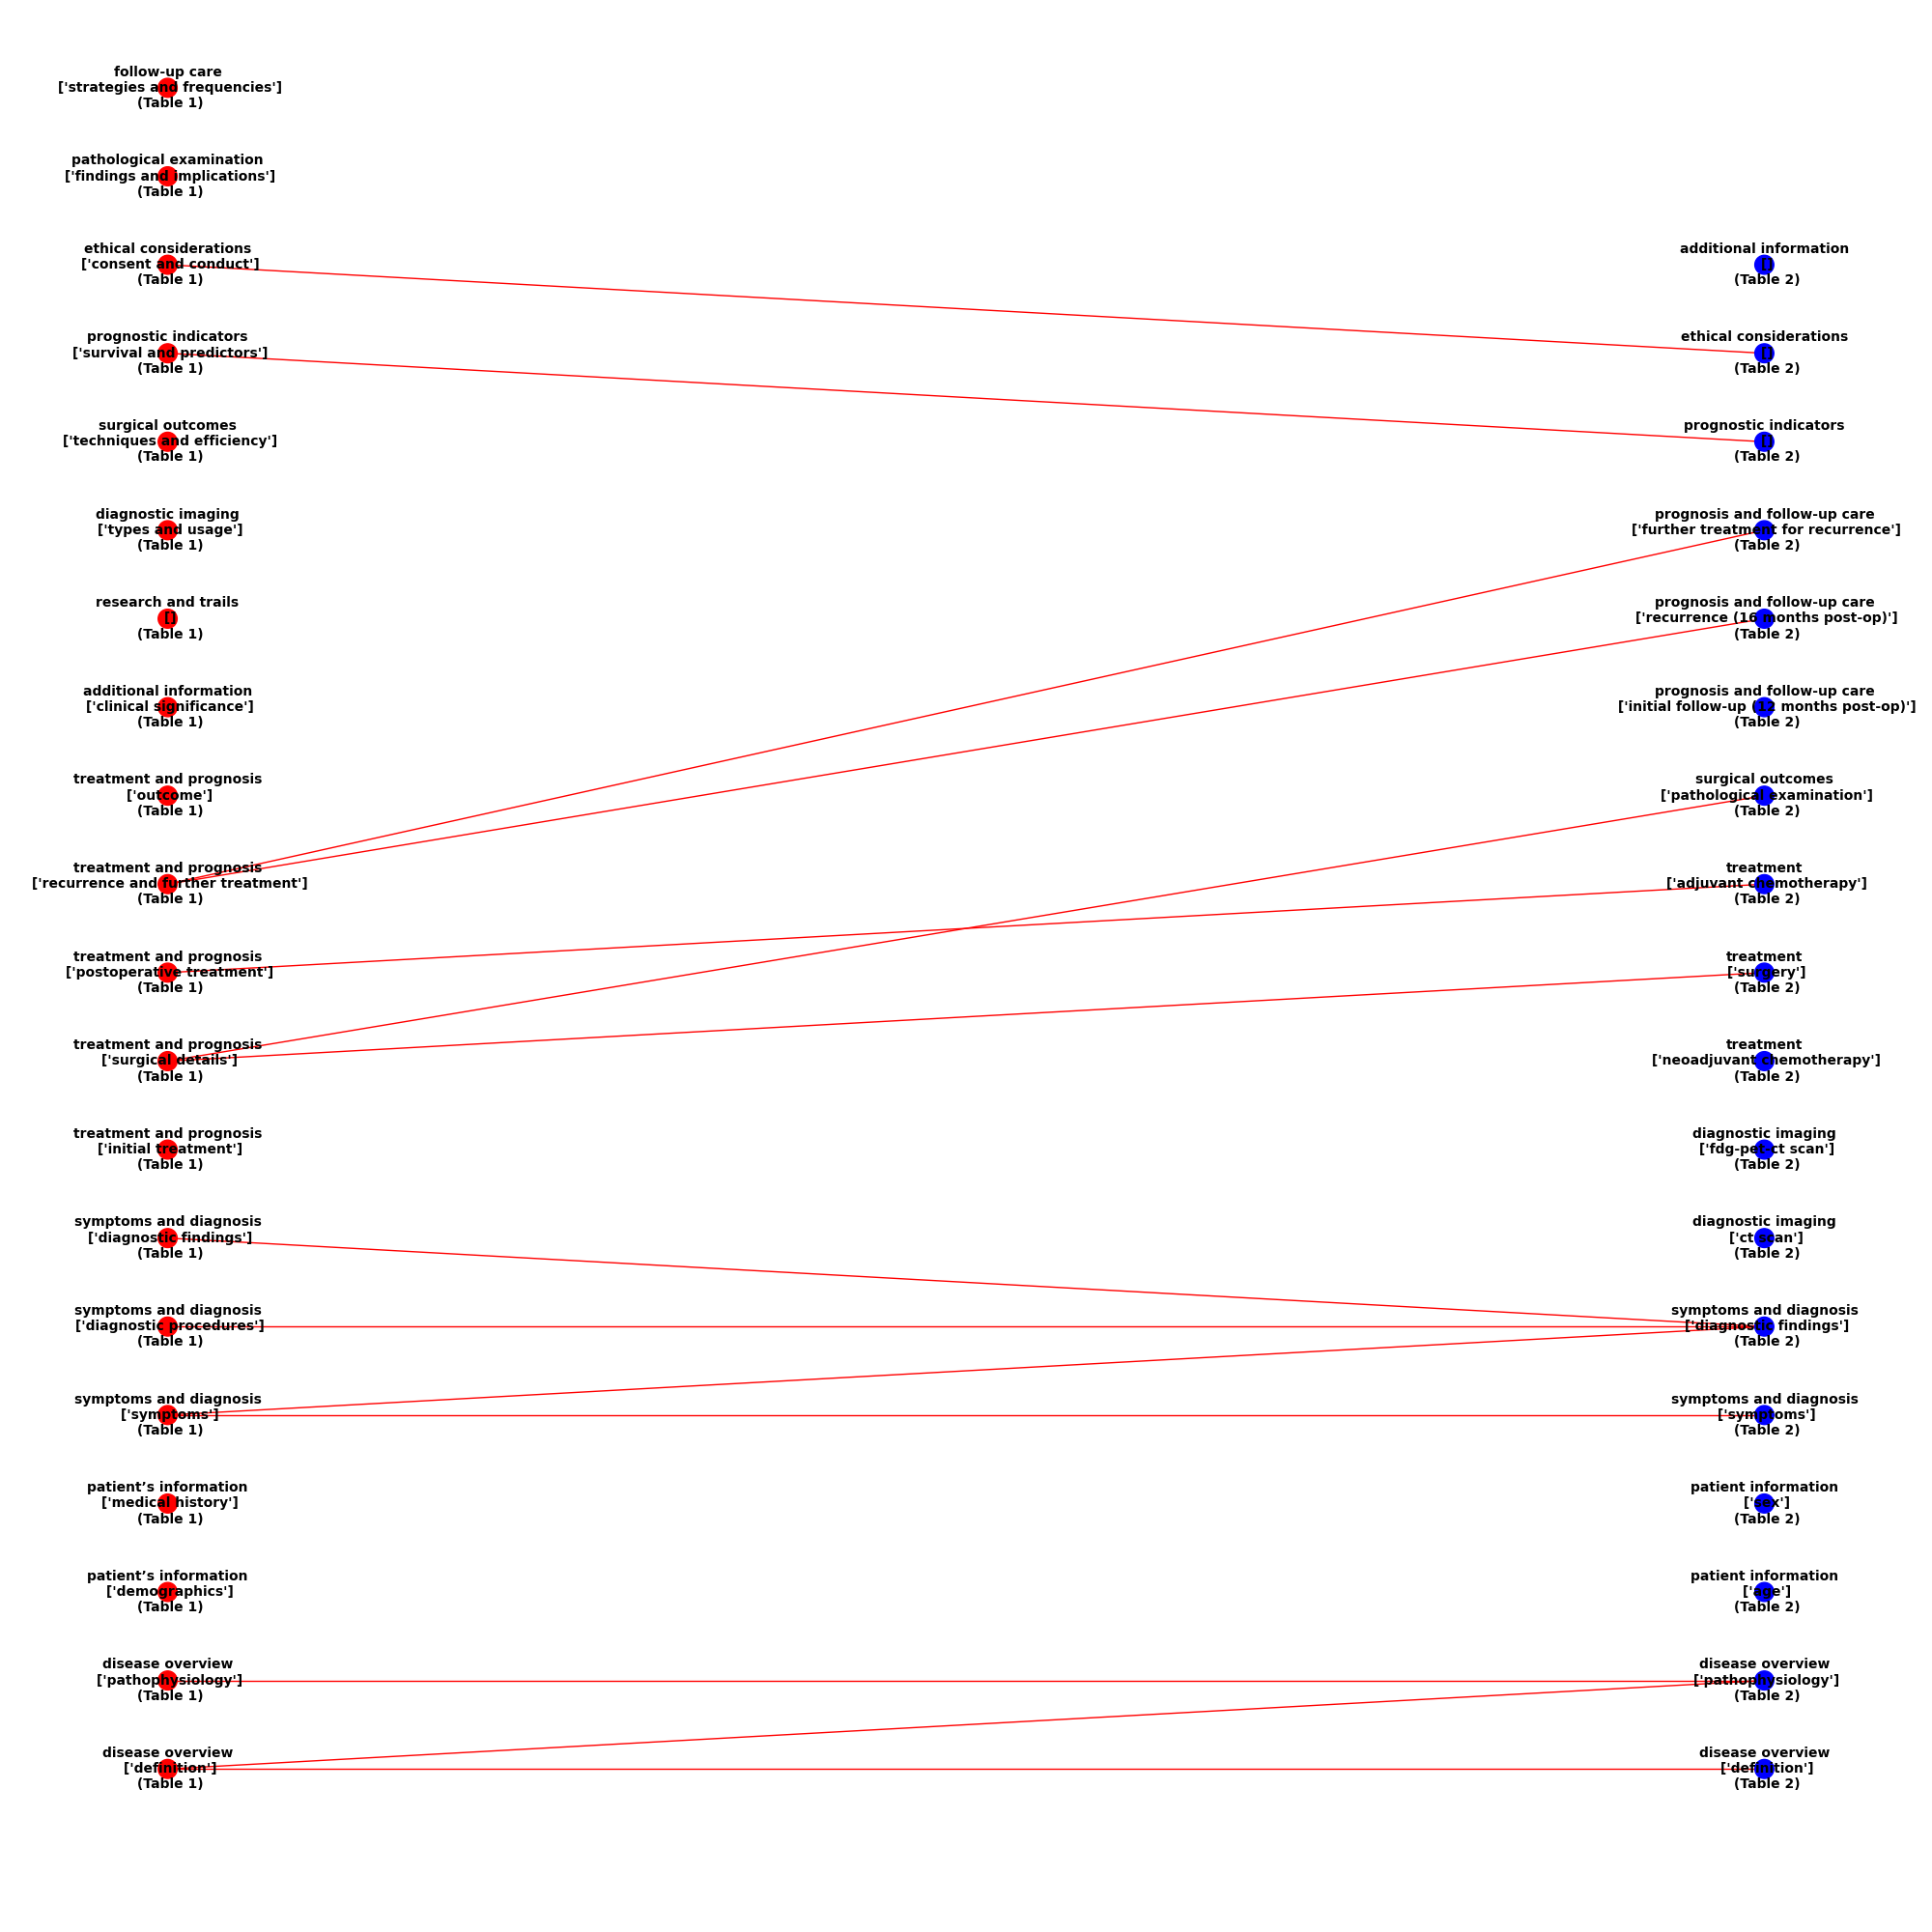 follow-up care
['strategies and frequencies']
(Table 1)
pathological examination
['findings and implications']
(Table 1)
ethical considerations
['consent and conduct']
(Table 1)
prognostic indicators
['survival and predictors']
(Table 1)
surgical outcomes
['techniques and efficiency']
(Table 1)
diagnostic imaging
['types and usage']
(Table 1)
research and trails
[]
(Table 1)
additional information
['clinical significance']
(Table 1)
treatment and prognosis
['outcome']
(Table 1)
treatment and prognosis
['recurrence and further treatment']
(Table 1)
treatment and prognosis
['postoperative treatment']
(Table 1)
treatment and prognosis
['surgical details']
(Table 1)
treatment and prognosis
['initial treatment']
(Table 1)
symptoms and diagnosis
['diagnostic findings']
(Table 1)
symptoms and diagnosis
['diagnostic procedures']
(Table 1)
symptoms and diagnosis
['symptoms']
(Table 1)
patient’s information
['medical history']
(Table 1)
patient’s information
['demographics']
(Table 1)
disease overview
['pathophysiology']
(Table 1)
disease overview
['definition']
(Table 1)
additional information
[]
(Table 2)
ethical considerations
[]
(Table 2)
prognostic indicators
[]
(Table 2)
prognosis and follow-up care
['further treatment for recurrence']
(Table 2)
prognosis and follow-up care
['recurrence (16 months post-op)']
(Table 2)
prognosis and follow-up care
['initial follow-up (12 months post-op)']
(Table 2)
surgical outcomes
['pathological examination']
(Table 2)
treatment
['adjuvant chemotherapy']
(Table 2)
treatment
['surgery']
(Table 2)
treatment
['neoadjuvant chemotherapy']
(Table 2)
diagnostic imaging
['fdg-pet-ct scan']
(Table 2)
diagnostic imaging
['ct scan']
(Table 2)
symptoms and diagnosis
['diagnostic findings']
(Table 2)
symptoms and diagnosis
['symptoms']
(Table 2)
patient information
['sex']
(Table 2)
patient information
['age']
(Table 2)
disease overview
['pathophysiology']
(Table 2)
disease overview
['definition']
(Table 2)